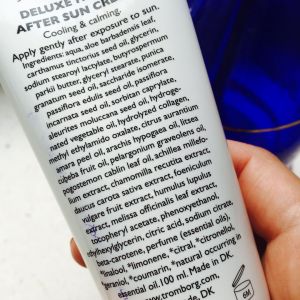 DELUXE
AFTER SUN CRE
Cooling & calming.
Apply gently after exposure to sun.
Ingredients: aqua, aloe barbadensis leaf,
carthamus tinctorius seed oil, glycerin,
sodium stearoyl lactylate, butyrospermum
parkii butter, glyceryl stearate, punica
granatum seed oil, saccharide isomerate,
passiflora edulis seed oil, passiflora
incarnata seed oil, sorbitan caprylate,
aleurites moluccana seed oil, hydroge-
nated vegetable oil, hydrolyzed collagen,
methyl ethylamido oxalate, citrus aurantium
amara peel oil, arachis hypogaea oil, litsea
cubeba fruit oil, pelargonium graveolens oil,
pogostemon cablin leaf oil, achillea millefo-
lium extract, chamomilla recutita extract,
daucus carota sativa extract, foeniculum
vulgare fruit extract, humulus lupulus
extract, melissa officinalis leaf extract,
tocopheryl acetate, phenoxyethanol,
ethylhexylglycerin, citric acid, sodium citrate,
beta-carotene, perfume (essential oils),
*linalool, *limonene, *citral, *citronellol,
*geraniol, *coumarin, *natural occuring in
essential oil. 100 ml. Made in DK.
www.tromborg.com
Made, DK